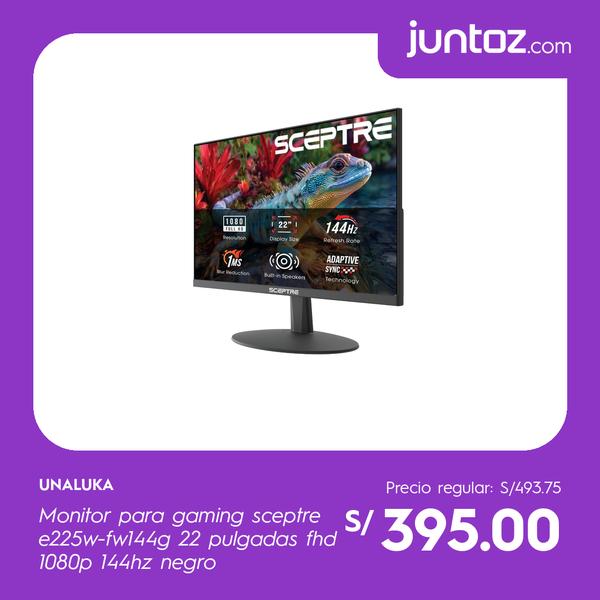 juntoz.com
SCEPTRE
1080
FULL HD
Resolution
22"
Display Size
144Hz
Refresh Rate
1MS
Blur Reduction
Built-in Speakers
ADAPTIVE
SYNC
Technology
SCEPTRE
UNALUKA
Monitor para gaming sceptre
e225w-fw144g 22 pulgadas fhd
1080p 144hz negro
Precio regular: S/493.75
S/ 395.00